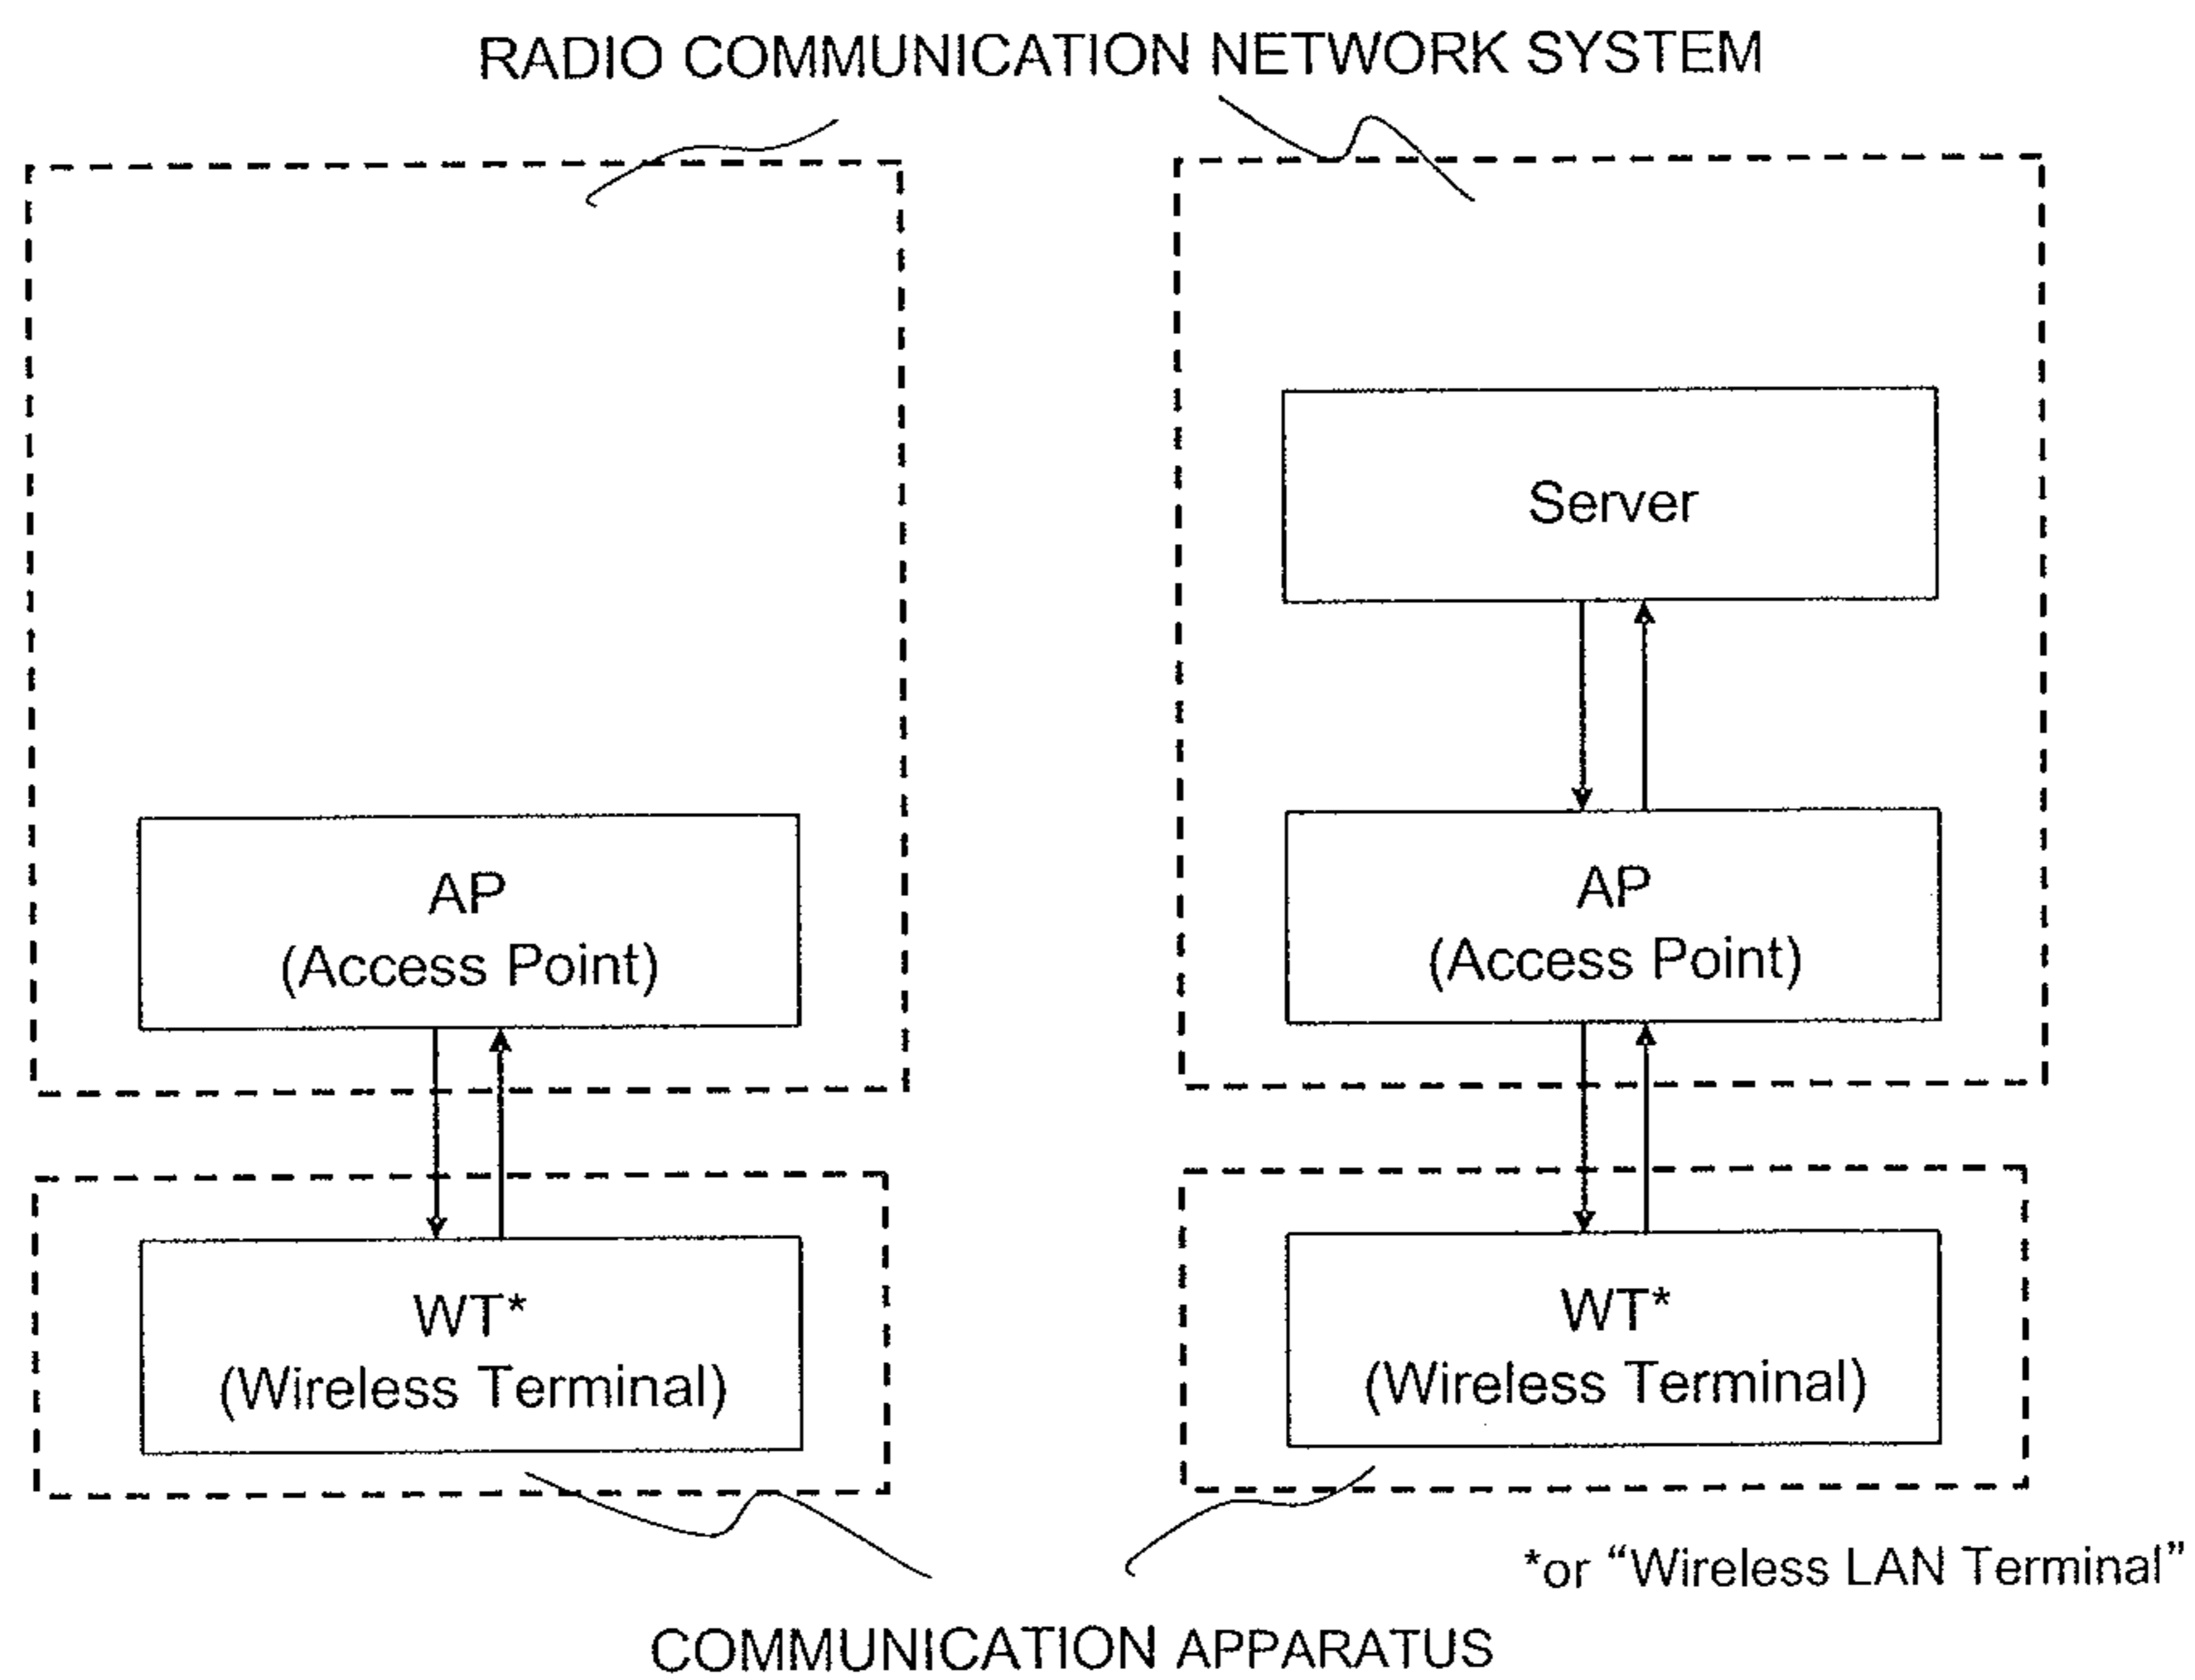 RADIO COMMUNICATION NETWORK SYSTEM
Server
AP
(Access Point)
AP
(Access Point)
WT*
(Wireless Terminal)
WT*
(Wireless Terminal)
*or “Wireless LAN Terminal”
COMMUNICATION APPARATUS